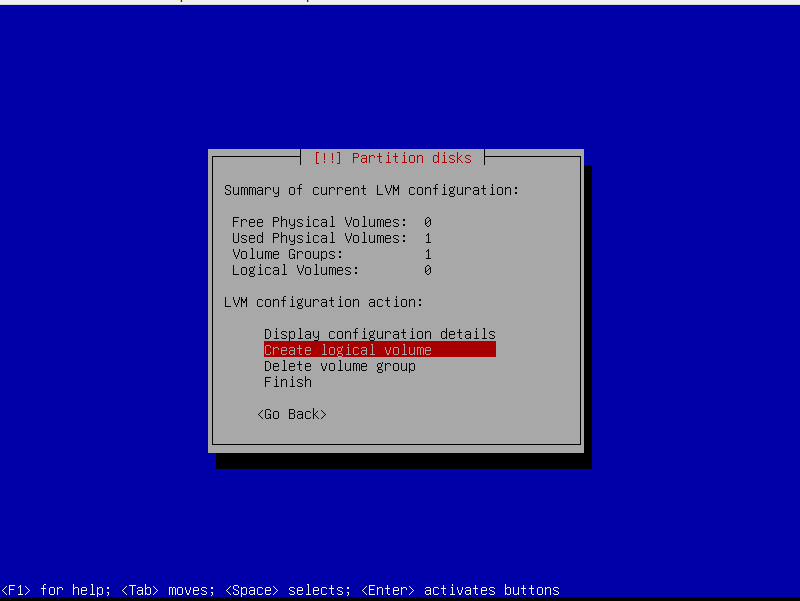 [!!] Partition disks
Summary of current LVM configuration:
Free Physical Volumes: 0
Used Physical Volumes: 1
Volume Groups: 1
Logical Volumes: 0
LVM configuration action:
Display configuration details
Create logical volume
Delete volume group
Finish
<Go Back>
<F1> for help; <Tab> moves; <Space> selects; <Enter> activates buttons